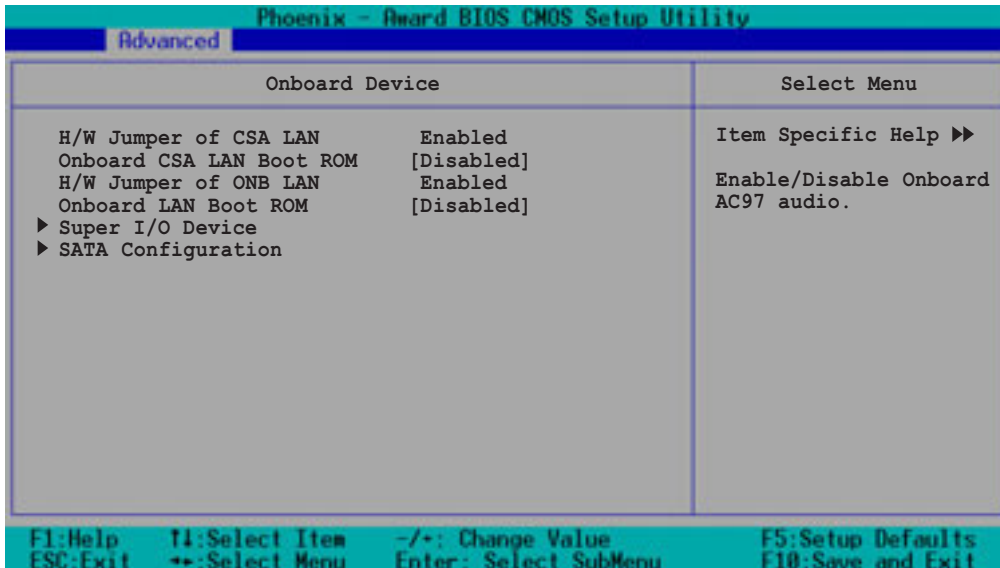 Phoenix - Award BIOS CMOS Setup Utility
Advanced
Onboard Device
Select Menu
H/W Jumper of CSA LAN Enabled
Onboard CSA LAN Boot ROM [Disabled]
H/W Jumper of ONB LAN Enabled
Onboard LAN Boot ROM [Disabled]
Super I/O Device
SATA Configuration
Item Specific Help ▶▶
Enable/Disable Onboard
AC97 audio.
F1:Help ↑↓:Select Item -/+: Change Value F5:Setup Defaults
ESC:Exit ←→:Select Menu Enter: Select SubMenu F10:Save and Exit